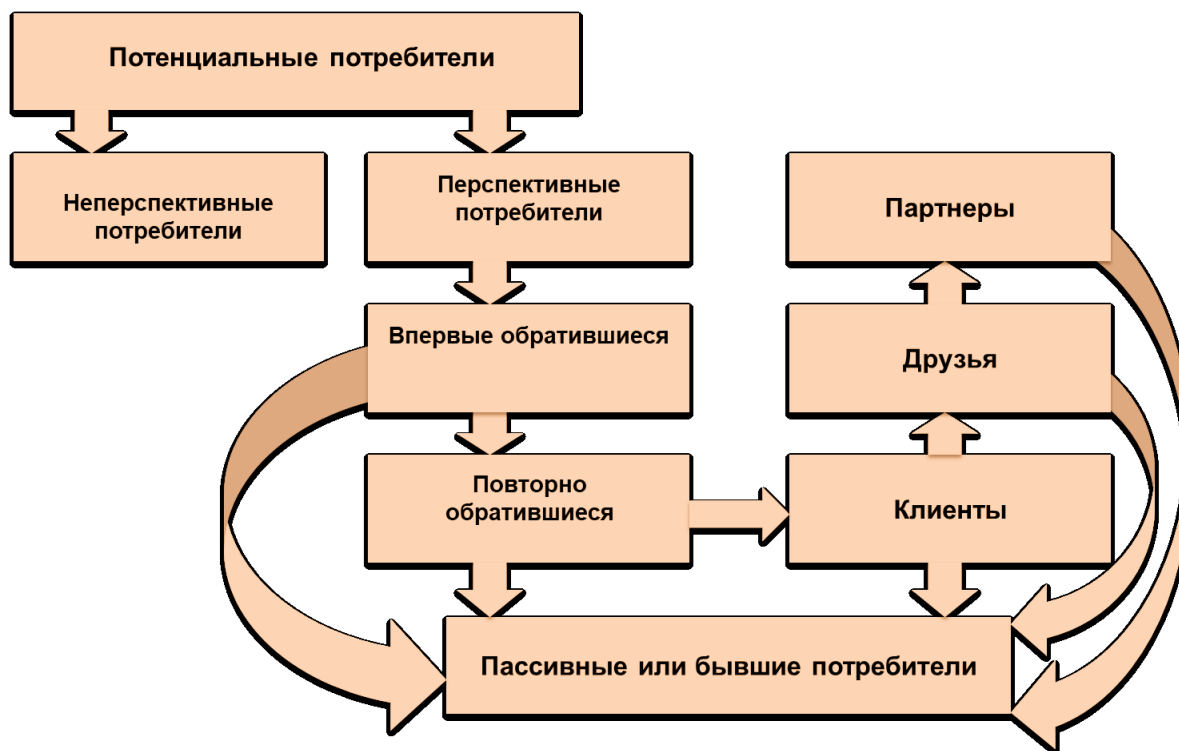 Потенциальные потребители
Неперспективные
потребители
Перспективные
потребители
Партнеры
Впервые обратившиеся
Друзья
Повторно
обратившиеся
Клиенты
Пассивные или бывшие потребители